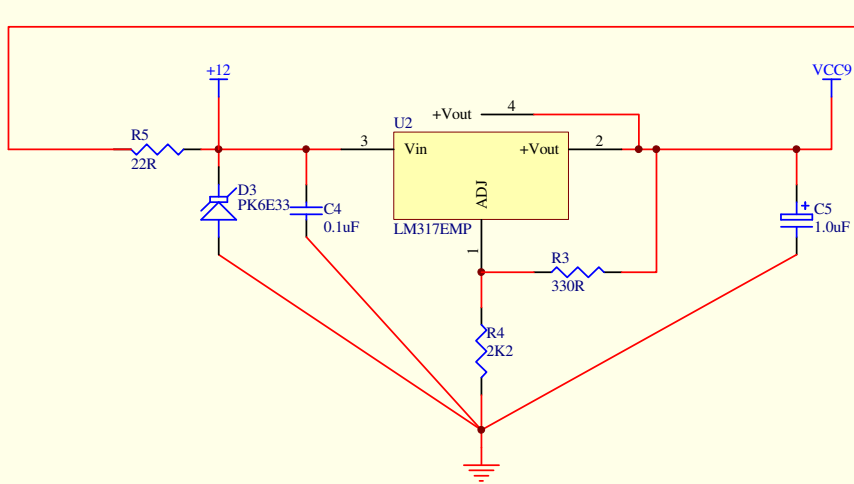 +12
VCC9
+Vout 4
U2
R5
22R
3
Vin
+Vout
2
ADJ
D3
PK6E33
C4
0.1uF
LM317EMP
1
C5
1.0uF
R3
330R
R4
2K2